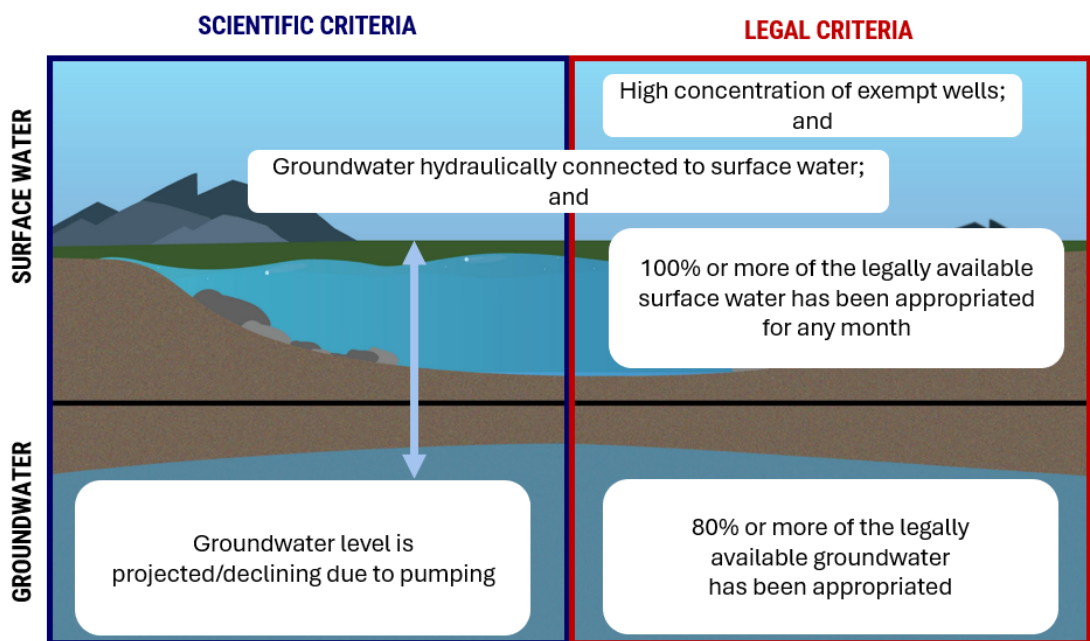 SCIENTIFIC CRITERIA
LEGAL CRITERIA
SURFACE WATER
High concentration of exempt wells;
and
Groundwater hydraulically connected to surface water;
and
100% or more of the legally available
surface water has been appropriated
for any month
GROUNDWATER
Groundwater level is
projected/declining due to pumping
80% or more of the legally
available groundwater
has been appropriated